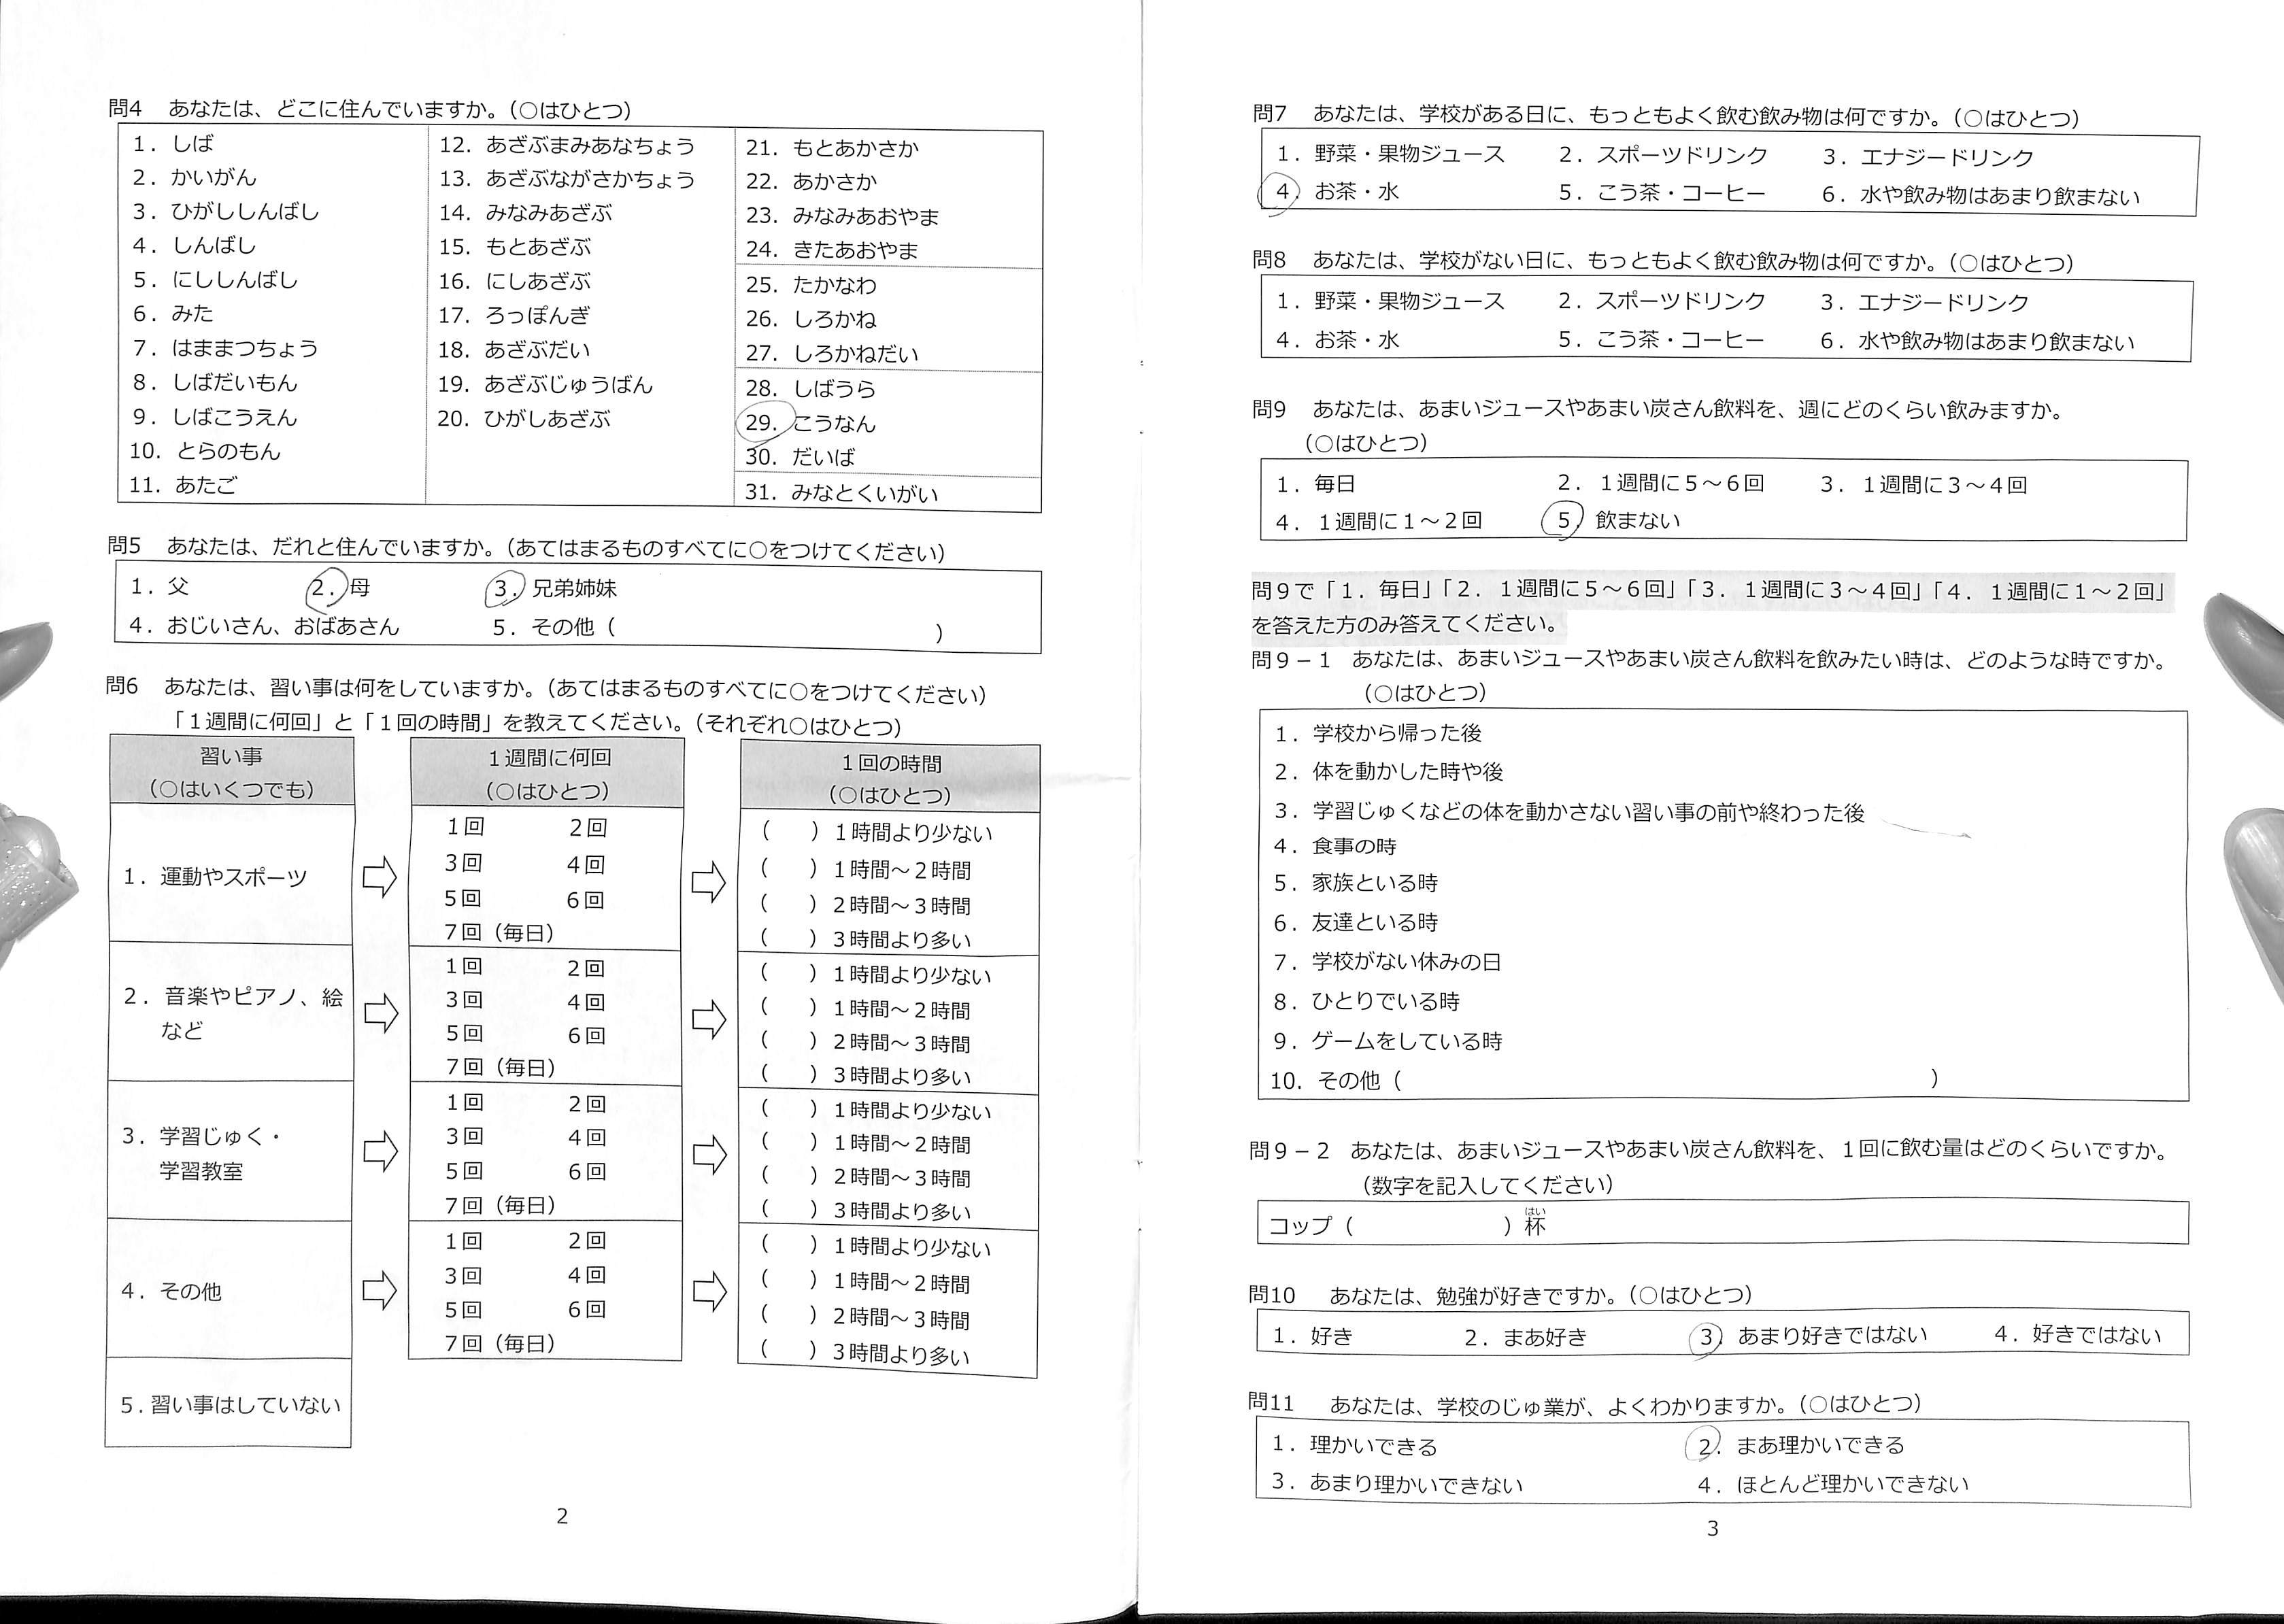 問4　あなたは、どこに住んでいますか。（○はひとつ）
1．しば
2．かいがん
3．ひがししんばし
4．しんばし
5．にししんばし
6．みた
7．はままつちょう
8．しばだいもん
9．しばこうえん
10．とらのもん
11．あたご
12．あざぶまみあなちょう
13．あざぶながさかちょう
14．みなみあざぶ
15．もとあざぶ
16．にしあざぶ
17．ろっぽんぎ
18．あざぶだい
19．あざぶじゅうばん
20．ひがしあざぶ
21．もとあかさか
22．あかさか
23．みなみあおやま
24．きたあおやま
25．たかなわ
26．しろかね
27．しろかねだい
28．しばうら
29．こうなん
30．だいば
31．みなとくいがい
問5　あなたは、だれと住んでいますか。（あてはまるものすべてに○をつけてください）
1．父　2．母　3．兄弟姉妹
4．おじいさん、おばあさん　5．その他（　）
問6　あなたは、習い事は何をしていますか。（あてはまるものすべてに○をつけてください）
「１週間に何回」と「１回の時間」を教えてください。（それぞれ○はひとつ）
習い事
（○はいくつでも）
１週間に何回
（○はひとつ）
１回の時間
（○はひとつ）
1．運動やスポーツ
1回　2回
3回　4回
5回　6回
7回（毎日）
（　）１時間より少ない
（　）１時間～２時間
（　）２時間～３時間
（　）３時間より多い
2．音楽やピアノ、絵
など
1回　2回
3回　4回
5回　6回
7回（毎日）
（　）１時間より少ない
（　）１時間～２時間
（　）２時間～３時間
（　）３時間より多い
3．学習じゅく・
学習教室
1回　2回
3回　4回
5回　6回
7回（毎日）
（　）１時間より少ない
（　）１時間～２時間
（　）２時間～３時間
（　）３時間より多い
4．その他
1回　2回
3回　4回
5回　6回
7回（毎日）
（　）１時間より少ない
（　）１時間～２時間
（　）２時間～３時間
（　）３時間より多い
5．習い事はしていない
2
問7　あなたは、学校がある日に、もっともよく飲む飲み物は何ですか。（○はひとつ）
1．野菜・果物ジュース　2．スポーツドリンク　3．エナジードリンク
4．お茶・水　5．こう茶・コーヒー　6．水や飲み物はあまり飲まない
問8　あなたは、学校がない日に、もっともよく飲む飲み物は何ですか。（○はひとつ）
1．野菜・果物ジュース　2．スポーツドリンク　3．エナジードリンク
4．お茶・水　5．こう茶・コーヒー　6．水や飲み物はあまり飲まない
問9　あなたは、あまいジュースやあまい炭さん飲料を、週にどのくらい飲みますか。
（○はひとつ）
1．毎日　2．１週間に５～６回　3．１週間に３～４回
4．１週間に１～２回　5．飲まない
問９で「1．毎日」「2．１週間に５～６回」「3．１週間に３～４回」「4．１週間に１～２回」
を答えた方のみ答えてください。
問９－１　あなたは、あまいジュースやあまい炭さん飲料を飲みたい時は、どのような時ですか。
（○はひとつ）
1．学校から帰った後
2．体を動かした時や後
3．学習じゅくなどの体を動かさない習い事の前や終わった後
4．食事の時
5．家族といる時
6．友達といる時
7．学校がない休みの日
8．ひとりでいる時
9．ゲームをしている時
10．その他（　）
問９－２　あなたは、あまいジュースやあまい炭さん飲料を、１回に飲む量はどのくらいですか。
（数字を記入してください）
はい
コップ（　）杯
問10　あなたは、勉強が好きですか。（○はひとつ）
1．好き　2．まあ好き　3．あまり好きではない　4．好きではない
問11　あなたは、学校のじゅ業が、よくわかりますか。（○はひとつ）
1．理かいできる　2．まあ理かいできる
3．あまり理かいできない　4．ほとんど理かいできない
3